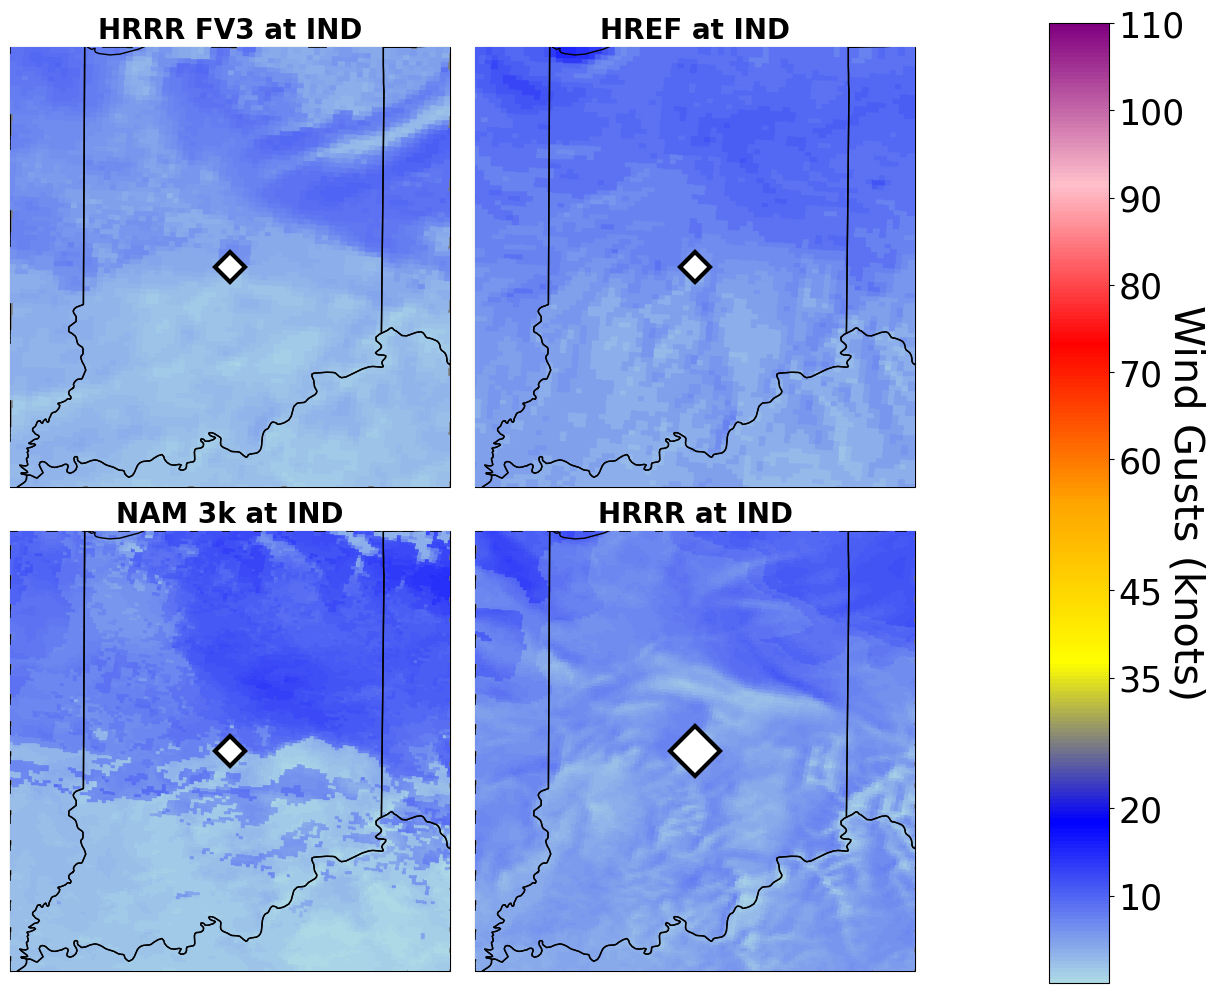 HRRR FV3 at IND
HREF at IND
NAM 3k at IND
HRRR at IND
110
100
90
80
70
60
45
35
20
10
Wind Gusts (knots)